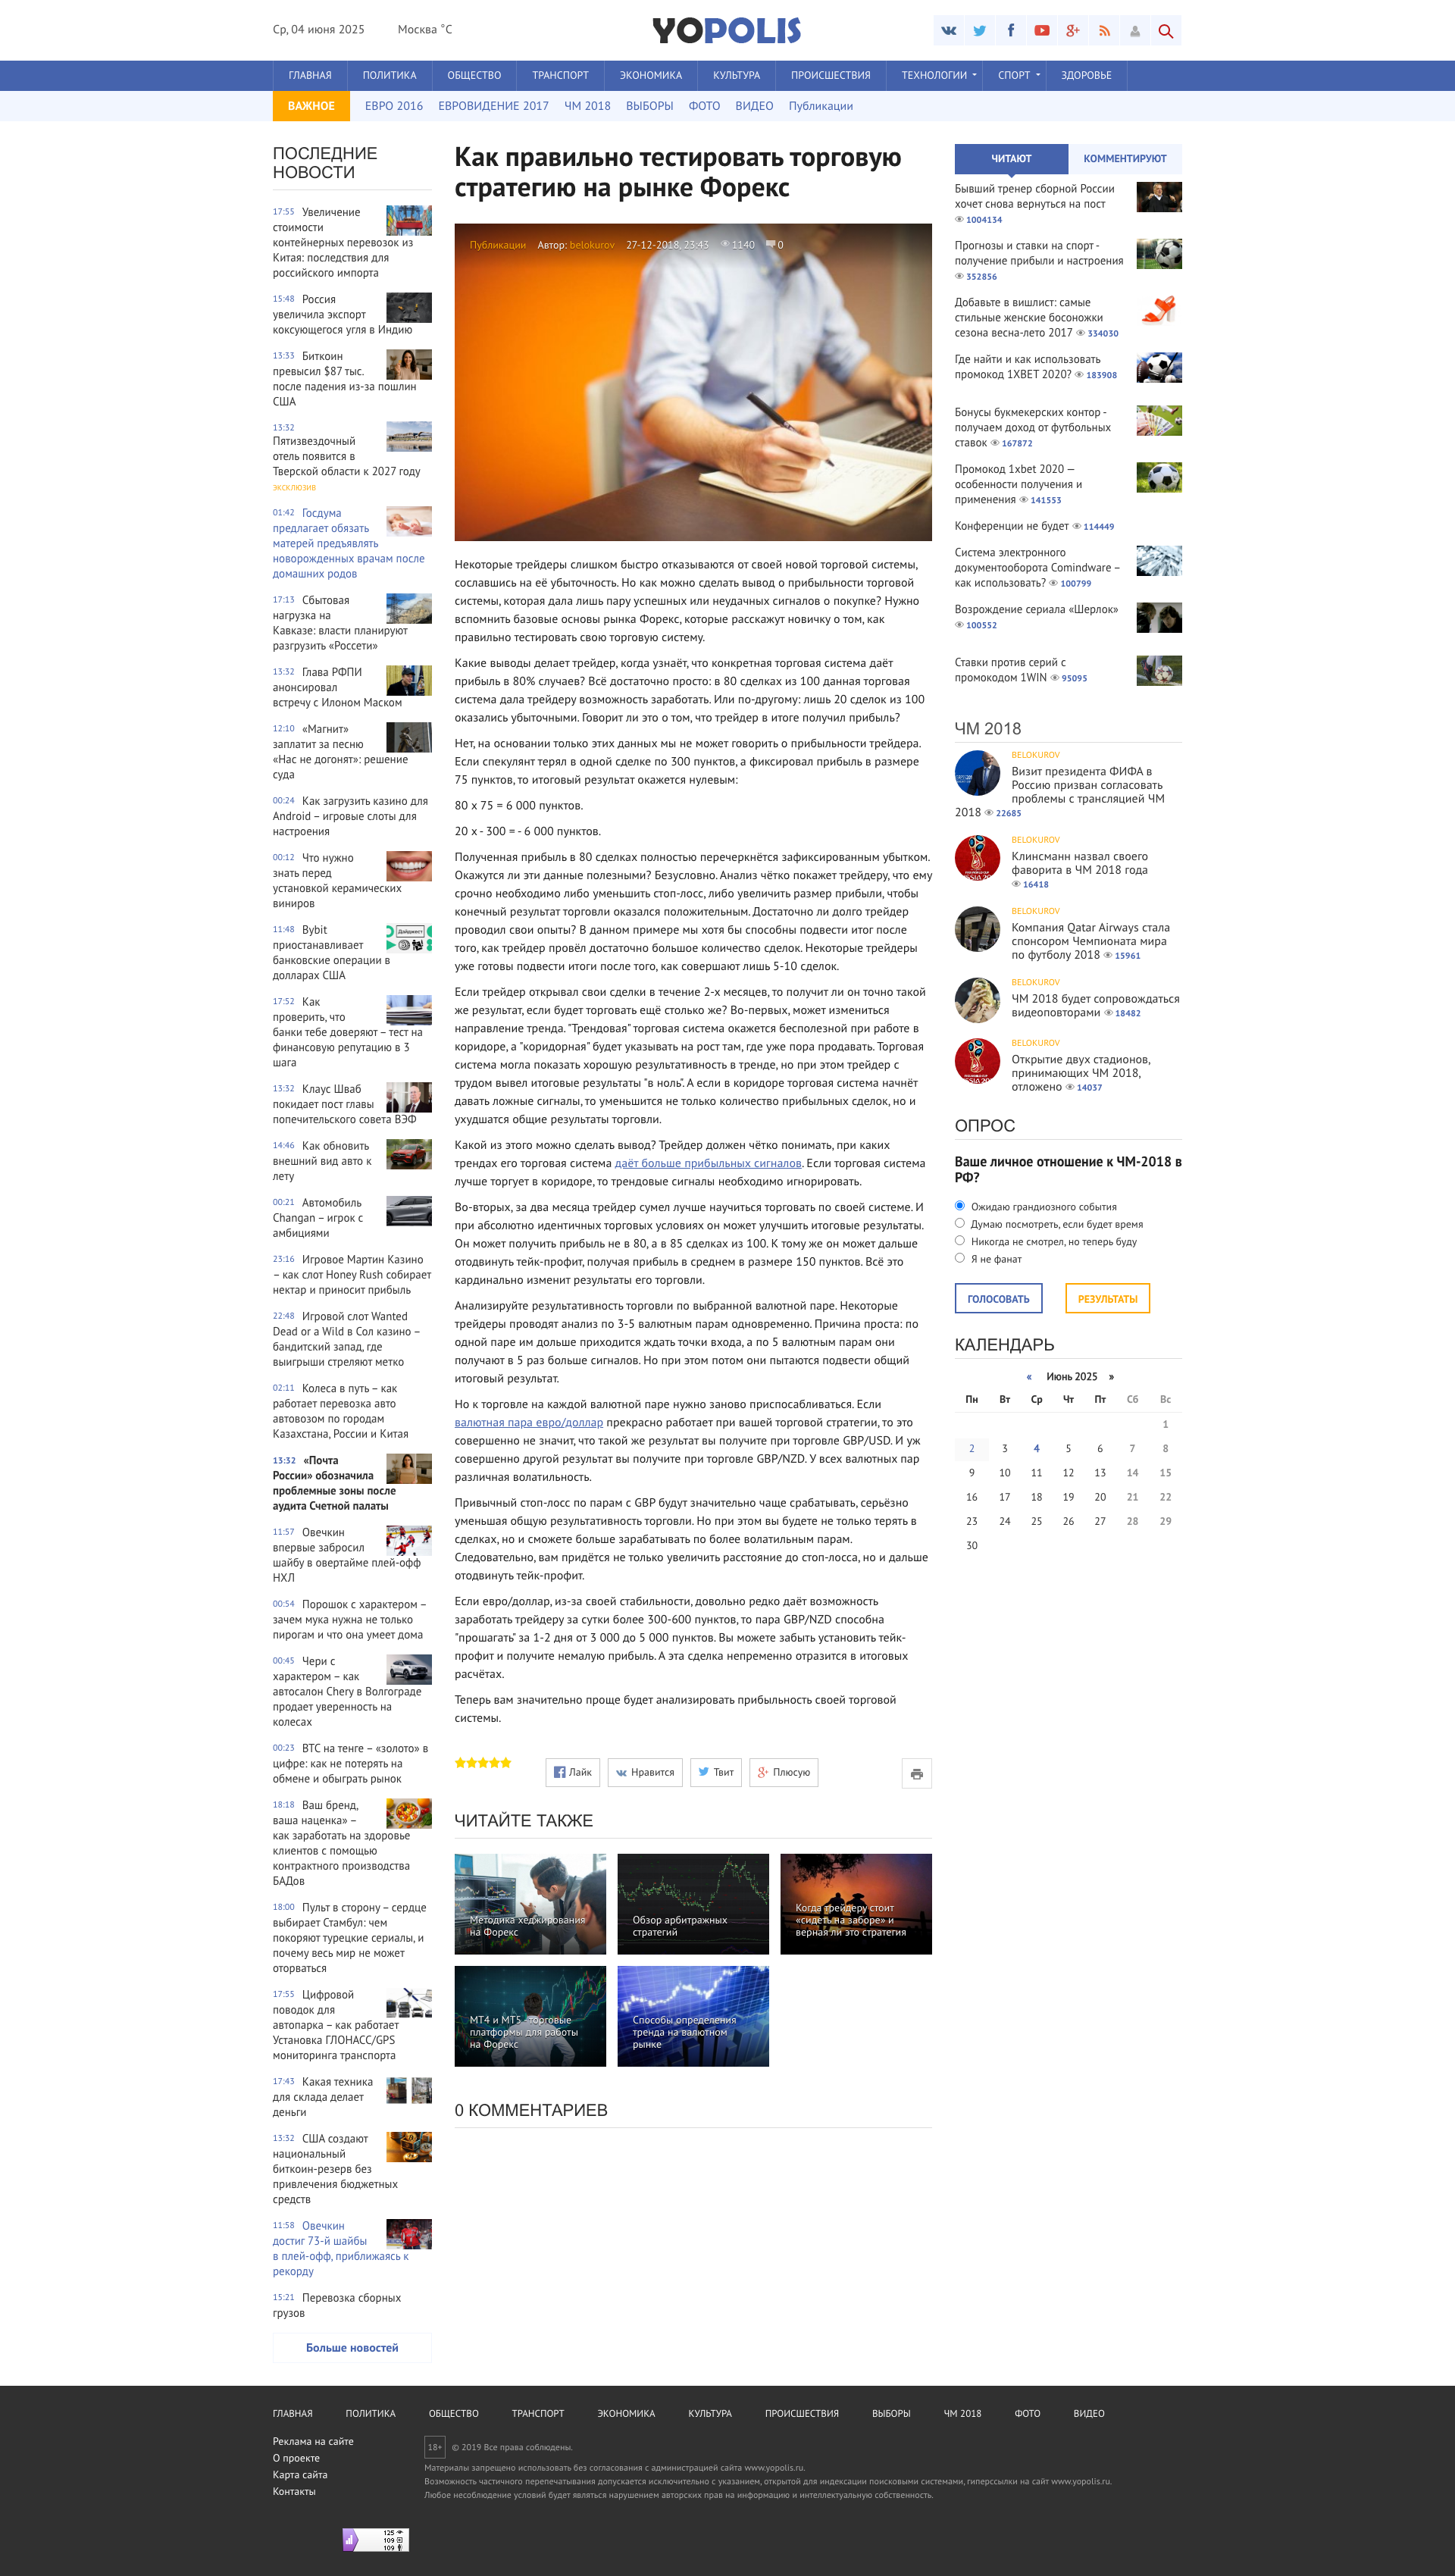 Ср, 04 июня 2025
Москва °C
YOPOLIS
ГЛАВНАЯ
ПОЛИТИКА
ОБЩЕСТВО
ТРАНСПОРТ
ЭКОНОМИКА
КУЛЬТУРА
ПРОИСШЕСТВИЯ
ТЕХНОЛОГИИ
СПОРТ
ЗДОРОВЬЕ
ВАЖНОЕ
ЕВРО 2016
ЕВРОВИДЕНИЕ 2017
ЧМ 2018
ВЫБОРЫ
ФОТО
ВИДЕО
Публикации
ПОСЛЕДНИЕ
НОВОСТИ
17:55 Увеличение
стоимости
контейнерных перевозок из
Китая: последствия для
российского импорта
15:48 Россия
увеличила экспорт
коксующегося угля в Индию
13:33 Биткоин
превысил $87 тыс.
после падения из-за пошлин
США
13:32
Пятизвездочный
отель появится в
Тверской области к 2027 году
эксклюзив
01:42 Госдума
предлагает обязать
матерей предъявлять
новорожденных врачам после
домашних родов
17:13 Сбытовая
нагрузка на
Кавказе: власти планируют
разгрузить «Россети»
13:32 Глава РФПИ
анонсировал
встречу с Илоном Маском
12:10 «Магнит»
заплатит за песню
«Нас не догонят»: решение
суда
00:24 Как загрузить казино для
Android – игровые слоты для
настроения
00:12 Что нужно
знать перед
установкой керамических
виниров
11:48 Bybit
приостанавливает
банковские операции в
долларах США
17:52 Как
проверить, что
банки тебе доверяют – тест на
финансовую репутацию в 3
шага
13:32 Клаус Шваб
покидает пост главы
попечительского совета ВЭФ
14:46 Как обновить
внешний вид авто к
лету
00:21 Автомобиль
Changan – игрок с
амбициями
23:16 Игровое Мартин Казино
– как слот Honey Rush собирает
нектар и приносит прибыль
22:48 Игровой слот Wanted
Dead or a Wild в Сол казино –
бандитский запад, где
выигрыши стреляют метко
02:11 Колеса в путь – как
работает перевозка авто
автовозом по городам
Казахстана, России и Китая
13:32 «Почта
России» обозначила
проблемные зоны после
аудита Счетной палаты
11:57 Овечкин
впервые забросил
шайбу в овертайме плей-офф
НХЛ
00:54 Порошок с характером –
зачем мука нужна не только
пирогам и что она умеет дома
00:45 Чери с
характером – как
автосалон Chery в Волгограде
продает уверенность на
колесах
00:23 BTC на тенге – «золото» в
цифре: как не потерять на
обмене и обыграть рынок
18:18 Ваш бренд,
ваша наценка» –
как заработать на здоровье
клиентов с помощью
контрактного производства
БАДов
18:00 Пульт в сторону – сердце
выбирает Стамбул: чем
покоряют турецкие сериалы, и
почему весь мир не может
оторваться
17:55 Цифровой
поводок для
автопарка – как работает
Установка ГЛОНАСС/GPS
мониторинга транспорта
17:43 Какая техника
для склада делает
деньги
13:32 США создают
национальный
биткоин-резерв без
привлечения бюджетных
средств
11:58 Овечкин
достиг 73-й шайбы
в плей-офф, приближаясь к
рекорду
15:21 Перевозка сборных
грузов
Больше новостей
Как правильно тестировать торговую
стратегию на рынке Форекс
Публикации Автор: belokurov 27-12-2018, 23:43 1140 0
Некоторые трейдеры слишком быстро отказываются от своей новой торговой системы,
сославшись на её убыточность. Но как можно сделать вывод о прибыльности торговой
системы, которая дала лишь пару успешных или неудачных сигналов о покупке? Нужно
вспомнить базовые основы рынка Форекс, которые расскажут новичку о том, как
правильно тестировать свою торговую систему.
Какие выводы делает трейдер, когда узнаёт, что конкретная торговая система даёт
прибыль в 80% случаев? Всё достаточно просто: в 80 сделках из 100 данная торговая
система дала трейдеру возможность заработать. Или по-другому: лишь 20 сделок из 100
оказались убыточными. Говорит ли это о том, что трейдер в итоге получил прибыль?
Нет, на основании только этих данных мы не может говорить о прибыльности трейдера.
Если спекулянт терял в одной сделке по 300 пунктов, а фиксировал прибыль в размере
75 пунктов, то итоговый результат окажется нулевым:
80 x 75 = 6 000 пунктов.
20 x - 300 = - 6 000 пунктов.
Полученная прибыль в 80 сделках полностью перечеркнётся зафиксированным убытком.
Окажутся ли эти данные полезными? Безусловно. Анализ чётко покажет трейдеру, что ему
срочно необходимо либо уменьшить стоп-лосс, либо увеличить размер прибыли, чтобы
конечный результат торговли оказался положительным. Достаточно ли долго трейдер
проводил свои опыты? В данном примере мы хотя бы способны подвести итог после
того, как трейдер провёл достаточно большое количество сделок. Некоторые трейдеры
уже готовы подвести итоги после того, как совершают лишь 5-10 сделок.
Если трейдер открывал свои сделки в течение 2-х месяцев, то получит ли он точно такой
же результат, если будет торговать ещё столько же? Во-первых, может измениться
направление тренда. "Трендовая" торговая система окажется бесполезной при работе в
коридоре, а "коридорная" будет указывать на рост там, где уже пора продавать. Торговая
система могла показать хорошую результативность в тренде, но при этом трейдер с
трудом вывел итоговые результаты "в ноль". А если в коридоре торговая система начнёт
давать ложные сигналы, то уменьшится не только количество прибыльных сделок, но и
ухудшатся общие результаты торговли.
Какой из этого можно сделать вывод? Трейдер должен чётко понимать, при каких
трендах его торговая система даёт больше прибыльных сигналов. Если торговая система
лучше торгует в коридоре, то трендовые сигналы необходимо игнорировать.
Во-вторых, за два месяца трейдер сумел лучше научиться торговать по своей системе. И
при абсолютно идентичных торговых условиях он может улучшить итоговые результаты.
Он может получить прибыль не в 80, а в 85 сделках из 100. К тому же он может дальше
отодвинуть тейк-профит, получая прибыль в среднем в размере 150 пунктов. Всё это
кардинально изменит результаты его торговли.
Анализируйте результативность торговли по выбранной валютной паре. Некоторые
трейдеры проводят анализ по 3-5 валютным парам одновременно. Причина проста: по
одной паре им дольше приходится ждать точки входа, а по 5 валютным парам они
получают в 5 раз больше сигналов. Но при этом потом они пытаются подвести общий
итоговый результат.
Но к торговле на каждой валютной паре нужно заново приспосабливаться. Если
валютная пара евро/доллар прекрасно работает при вашей торговой стратегии, то это
совершенно не значит, что такой же результат вы получите при торговле GBP/USD. И уж
совершенно другой результат вы получите при торговле GBP/NZD. У всех валютных пар
различная волатильность.
Привычный стоп-лосс по парам с GBP будут значительно чаще срабатывать, серьёзно
уменьшая общую результативность торговли. Но при этом вы будете не только терять в
сделках, но и сможете больше зарабатывать по более волатильным парам.
Следовательно, вам придётся не только увеличить расстояние до стоп-лосса, но и дальше
отодвинуть тейк-профит.
Если евро/доллар, из-за своей стабильности, довольно редко даёт возможность
заработать трейдеру за сутки более 300-600 пунктов, то пара GBP/NZD способна
"прошагать" за 1-2 дня от 3 000 до 5 000 пунктов. Вы можете забыть установить тейк-
профит и получите немалую прибыль. А эта сделка непременно отразится в итоговых
расчётах.
Теперь вам значительно проще будет анализировать прибыльность своей торговой
системы.
Лайк
Нравится
Твит
Плюсую
ЧИТАЙТЕ ТАКЖЕ
Методика хеджирования
на Форекс
Обзор арбитражных
стратегий
Когда трейдеру стоит
«сидеть на заборе» и
верная ли это стратегия
МТ4 и МТ5 - торговые
платформы для работы
на Форекс
Способы определения
тренда на валютном
рынке
0 КОММЕНТАРИЕВ
ЧИТАЮТ
КОММЕНТИРУЮТ
Бывший тренер сборной России
хочет снова вернуться на пост
1004134
Прогнозы и ставки на спорт -
получение прибыли и настроения
352856
Добавьте в вишлист: самые
стильные женские босоножки
сезона весна-лето 2017 334030
Где найти и как использовать
промокод 1XBET 2020? 183908
Бонусы букмекерских контор -
получаем доход от футбольных
ставок 167872
Промокод 1xbet 2020 —
особенности получения и
применения 141553
Конференции не будет 114449
Система электронного
документооборота Comindware –
как использовать? 100799
Возрождение сериала «Шерлок»
100552
Ставки против серий с
промокодом 1WIN 95095
ЧМ 2018
BELOKUROV
Визит президента ФИФА в
Россию призван согласовать
проблемы с трансляцией ЧМ
2018 22685
BELOKUROV
Клинсманн назвал своего
фаворита в ЧМ 2018 года
16418
BELOKUROV
Компания Qatar Airways стала
спонсором Чемпионата мира
по футболу 2018 15961
BELOKUROV
ЧМ 2018 будет сопровождаться
видеоповторами 18482
BELOKUROV
Открытие двух стадионов,
принимающих ЧМ 2018,
отложено 14037
ОПРОС
Ваше личное отношение к ЧМ-2018 в
РФ?
Ожидаю грандиозного события
Думаю посмотреть, если будет время
Никогда не смотрел, но теперь буду
Я не фанат
ГОЛОСОВАТЬ
РЕЗУЛЬТАТЫ
КАЛЕНДАРЬ
« Июнь 2025 »
Пн Вт Ср Чт Пт Сб Вс
1
2 3 4 5 6 7 8
9 10 11 12 13 14 15
16 17 18 19 20 21 22
23 24 25 26 27 28 29
30
ГЛАВНАЯ
ПОЛИТИКА
ОБЩЕСТВО
ТРАНСПОРТ
ЭКОНОМИКА
КУЛЬТУРА
ПРОИСШЕСТВИЯ
ВЫБОРЫ
ЧМ 2018
ФОТО
ВИДЕО
Реклама на сайте
О проекте
Карта сайта
Контакты
18+ © 2019 Все права соблюдены.
Материалы запрещено использовать без согласования с администрацией сайта www.yopolis.ru.
Возможность частичного перепечатывания допускается исключительно с указанием, открытой для индексации поисковыми системами, гиперссылки на сайт www.yopolis.ru.
Любое несоблюдение условий будет являться нарушением авторских прав на информацию и интеллектуальную собственность.
125
109
109